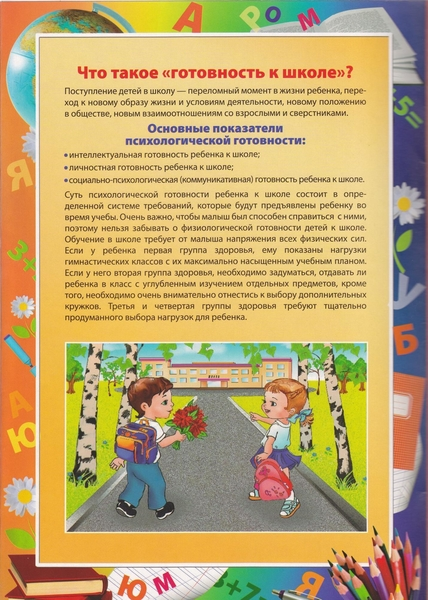 А Р О М
Что такое «готовность к школе»?
Поступление детей в школу — переломный момент в жизни ребенка, пере-
ход к новому образу жизни и условиям деятельности, новому положению
в обществе, новым взаимоотношениям со взрослыми и сверстниками.
Основные показатели
психологической готовности:
•интеллектуальная готовность ребенка к школе;
•личностная готовность ребенка к школе;
•социально-психологическая (коммуникативная) готовность ребенка к школе.
Суть психологической готовности ребенка к школе состоит в опре-
деленной системе требований, которые будут предъявлены ребенку во
время учебы. Очень важно, чтобы малыш был способен справиться с ними,
поэтому нельзя забывать о физиологической готовности детей к школе.
Обучение в школе требует от малыша напряжения всех физических сил.
Если у ребенка первая группа здоровья, ему показаны нагрузки
гимнастических классов с их максимально насыщенным учебным планом.
Если у него вторая группа здоровья, необходимо задуматься, отдавать ли
ребенка в класс с углубленным изучением отдельных предметов, кроме
того, необходимо очень внимательно отнестись к выбору дополнительных
кружков. Третья и четвертая группы здоровья требуют тщательно
продуманного выбора нагрузок для ребенка.
Я
У
Б
А
Ю
Ю М
3+7
Я